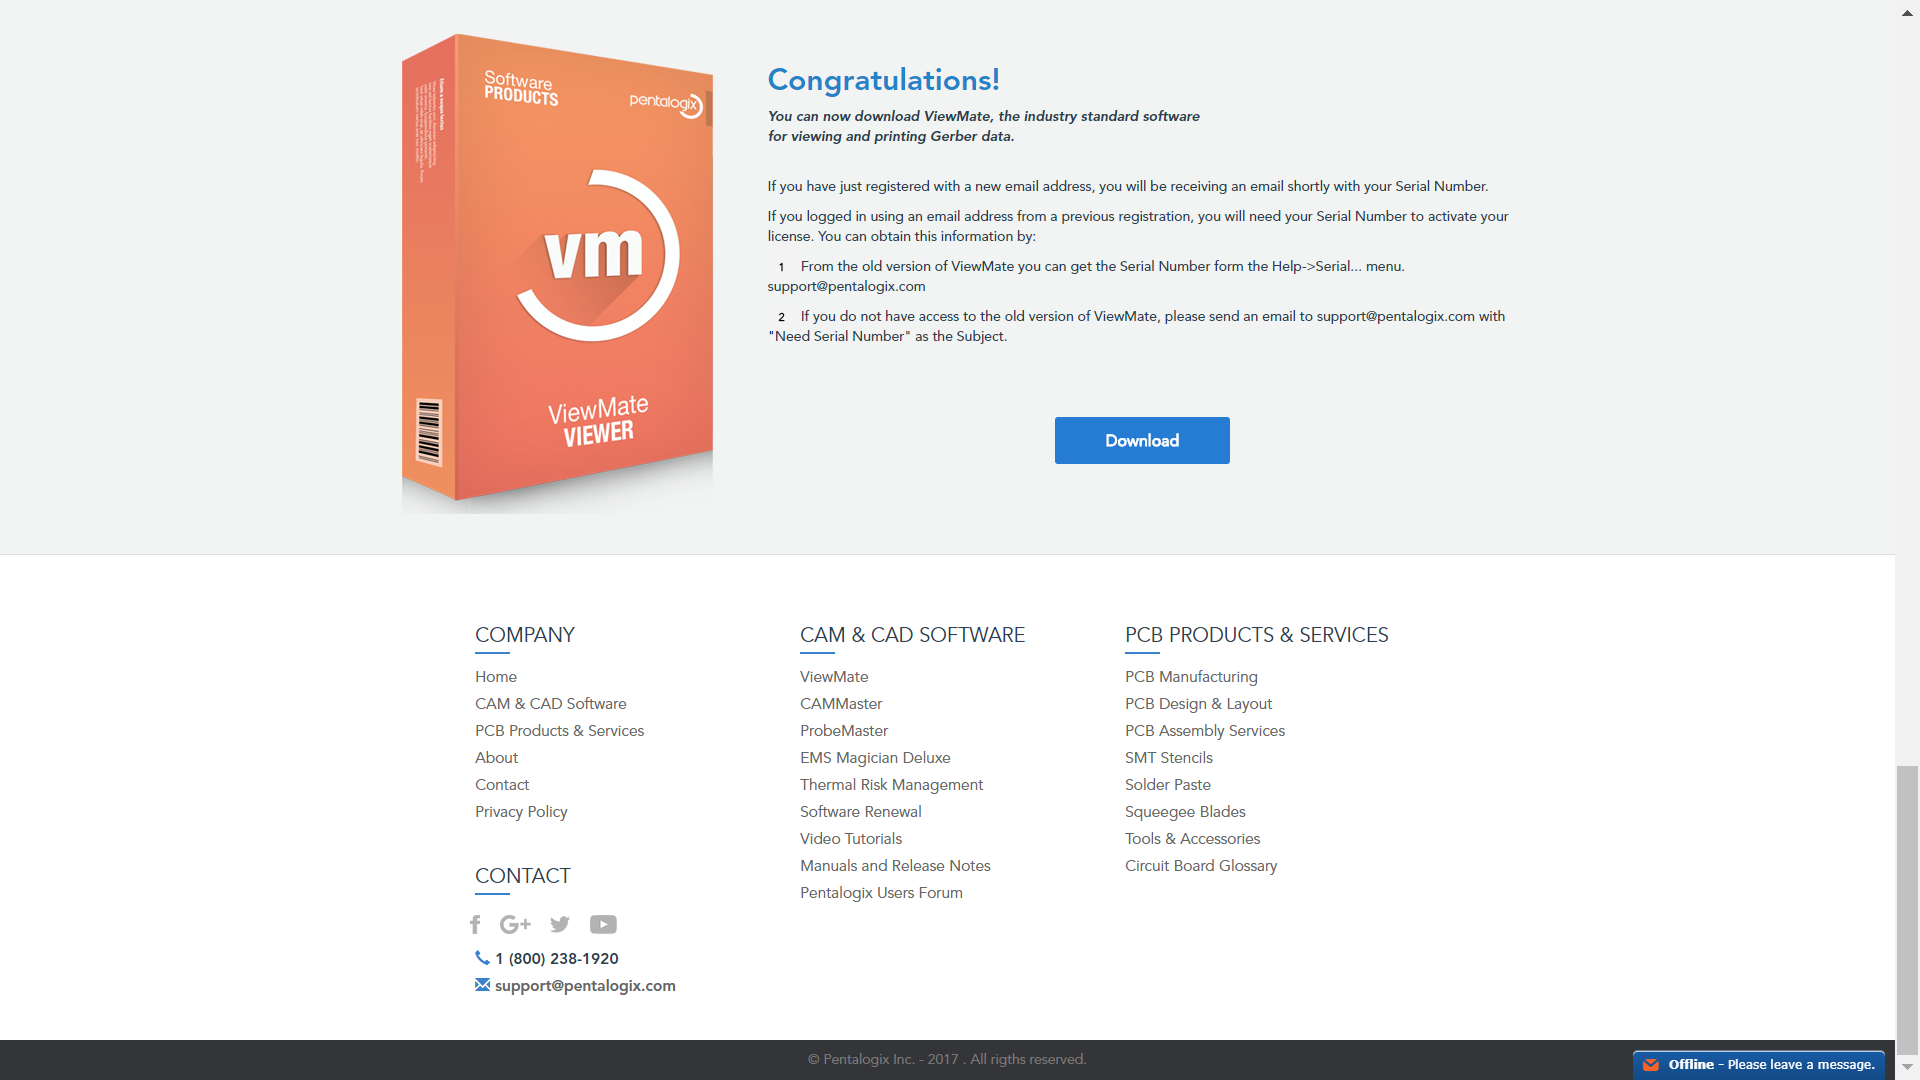 Software
PRODUCTS
pentalogix
vm
ViewMate
VIEWER
Congratulations!
You can now download ViewMate, the industry standard software
for viewing and printing Gerber data.
If you have just registered with a new email address, you will be receiving an email shortly with your Serial Number.
If you logged in using an email address from a previous registration, you will need your Serial Number to activate your
license. You can obtain this information by:
1 From the old version of ViewMate you can get the Serial Number form the Help->Serial... menu.
support@pentalogix.com
2 If you do not have access to the old version of ViewMate, please send an email to support@pentalogix.com with
"Need Serial Number" as the Subject.
Download
COMPANY
Home
CAM & CAD Software
PCB Products & Services
About
Contact
Privacy Policy
CONTACT
f G+
1 (800) 238-1920
support@pentalogix.com
CAM & CAD SOFTWARE
ViewMate
CAMMaster
ProbeMaster
EMS Magician Deluxe
Thermal Risk Management
Software Renewal
Video Tutorials
Manuals and Release Notes
Pentalogix Users Forum
PCB PRODUCTS & SERVICES
PCB Manufacturing
PCB Design & Layout
PCB Assembly Services
SMT Stencils
Solder Paste
Squeegee Blades
Tools & Accessories
Circuit Board Glossary
© Pentalogix Inc. - 2017 . All rigths reserved.
Offline - Please leave a message.